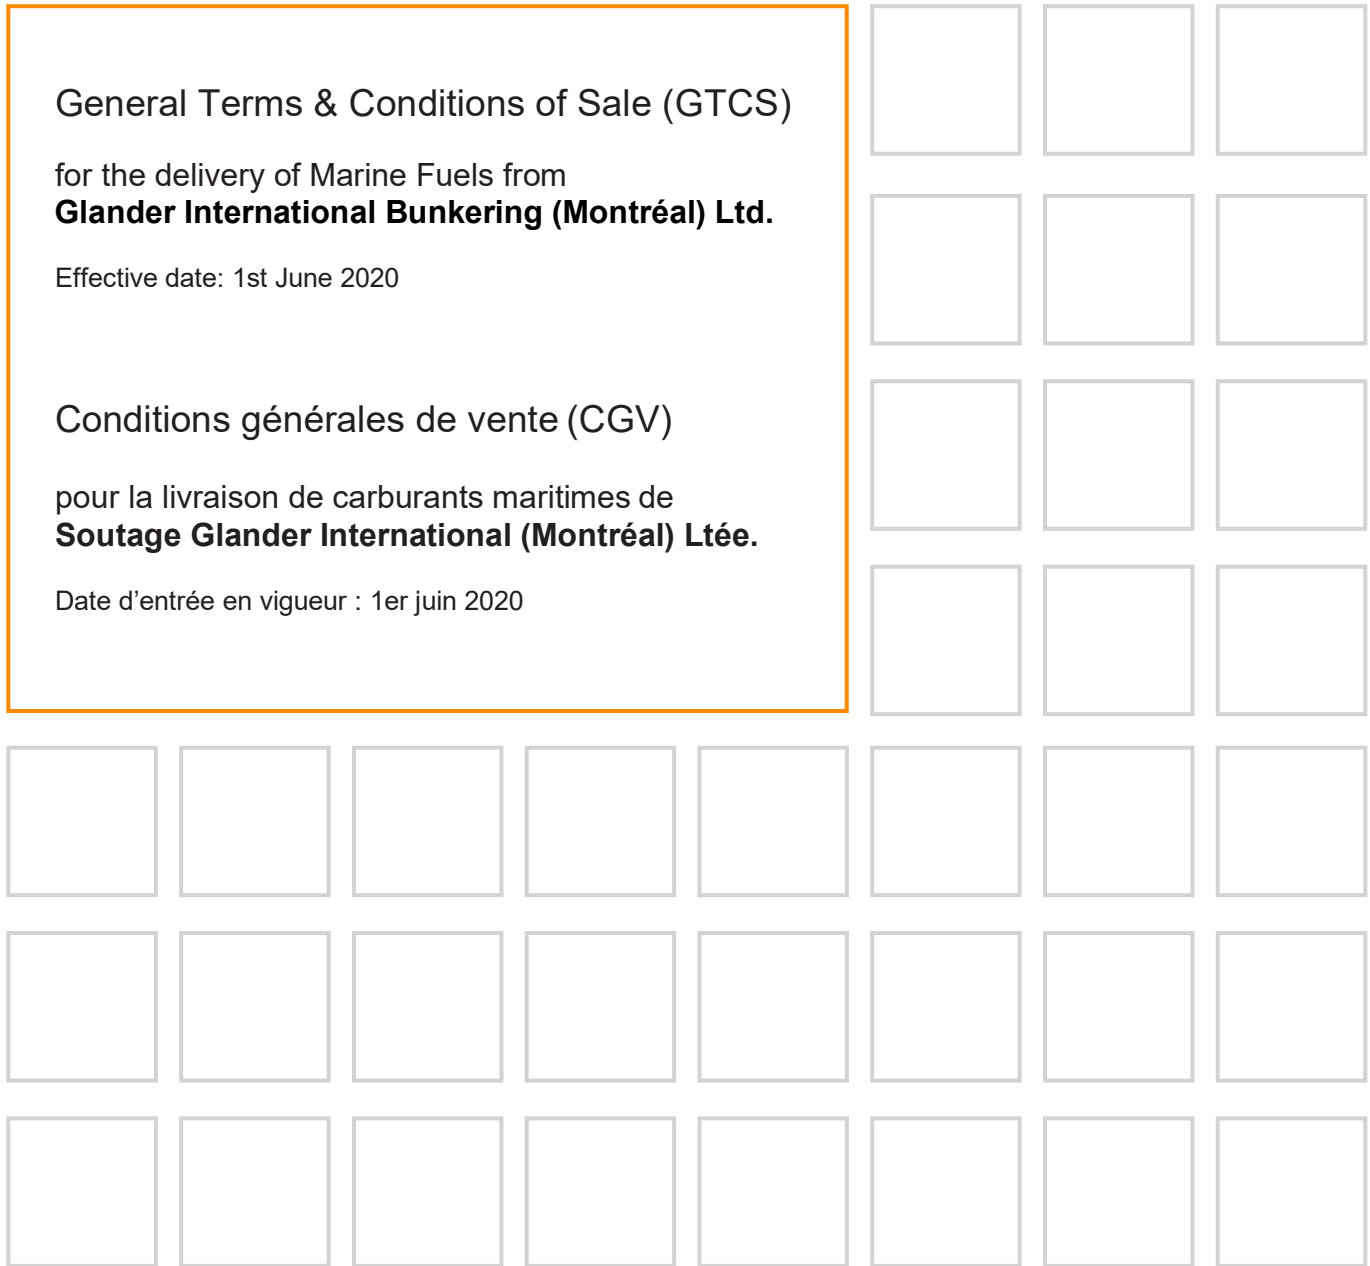 General Terms & Conditions of Sale (GTCS)
for the delivery of Marine Fuels from
Glander International Bunkering (Montréal) Ltd.
Effective date: 1st June 2020
Conditions générales de vente (CGV)
pour la livraison de carburants maritimes de
Soutage Glander International (Montréal) Ltée.
Date d’entrée en vigueur : 1er juin 2020